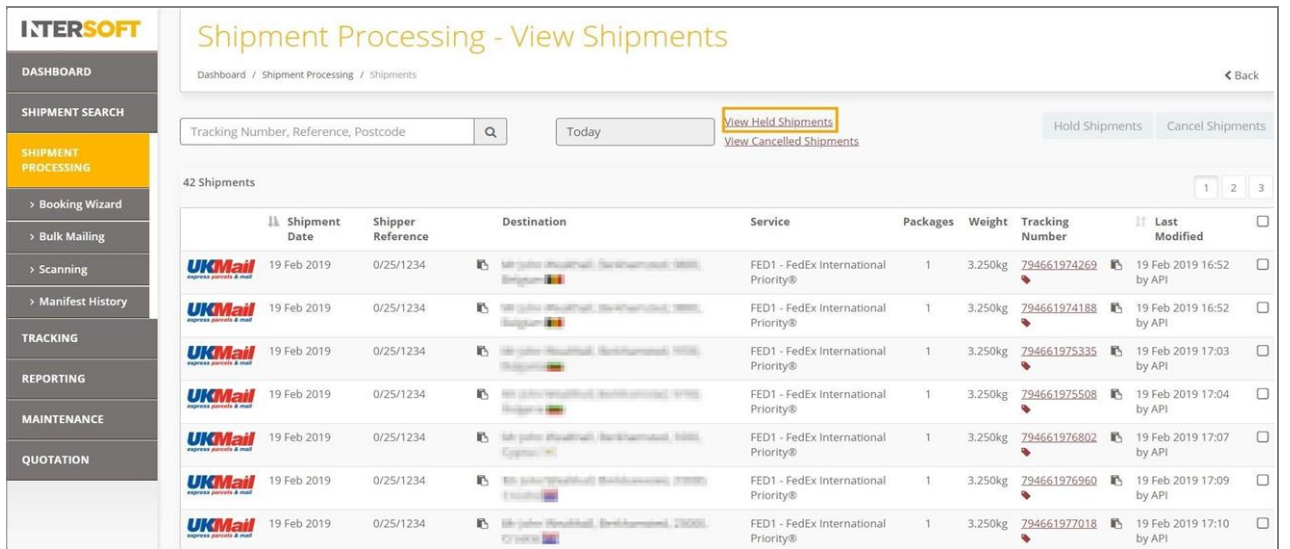 INTERSOFT
Shipment Processing - View Shipments
DASHBOARD
Dashboard / Shipment Processing / Shipments
Back
SHIPMENT SEARCH
Tracking Number, Reference, Postcode
Today
View Held Shipments
View Cancelled Shipments
Hold Shipments
Cancel Shipments
SHIPMENT
PROCESSING
> Booking Wizard
> Bulk Mailing
> Scanning
> Manifest History
TRACKING
REPORTING
MAINTENANCE
QUOTATION
42 Shipments
1 2 3
Shipment Date Shipper Reference Destination Service Packages Weight Tracking Number Last Modified
UKMail express parcels & mail 19 Feb 2019 0/25/1234 FED1 - FedEx International Priority® 1 3.250kg 794661974269 19 Feb 2019 16:52 by API
UKMail express parcels & mail 19 Feb 2019 0/25/1234 FED1 - FedEx International Priority® 1 3.250kg 794661974188 19 Feb 2019 16:52 by API
UKMail express parcels & mail 19 Feb 2019 0/25/1234 FED1 - FedEx International Priority® 1 3.250kg 794661975335 19 Feb 2019 17:03 by API
UKMail express parcels & mail 19 Feb 2019 0/25/1234 FED1 - FedEx International Priority® 1 3.250kg 794661975508 19 Feb 2019 17:04 by API
UKMail express parcels & mail 19 Feb 2019 0/25/1234 FED1 - FedEx International Priority® 1 3.250kg 794661976802 19 Feb 2019 17:07 by API
UKMail express parcels & mail 19 Feb 2019 0/25/1234 FED1 - FedEx International Priority® 1 3.250kg 794661976960 19 Feb 2019 17:09 by API
UKMail express parcels & mail 19 Feb 2019 0/25/1234 FED1 - FedEx International Priority® 1 3.250kg 794661977018 19 Feb 2019 17:10 by API